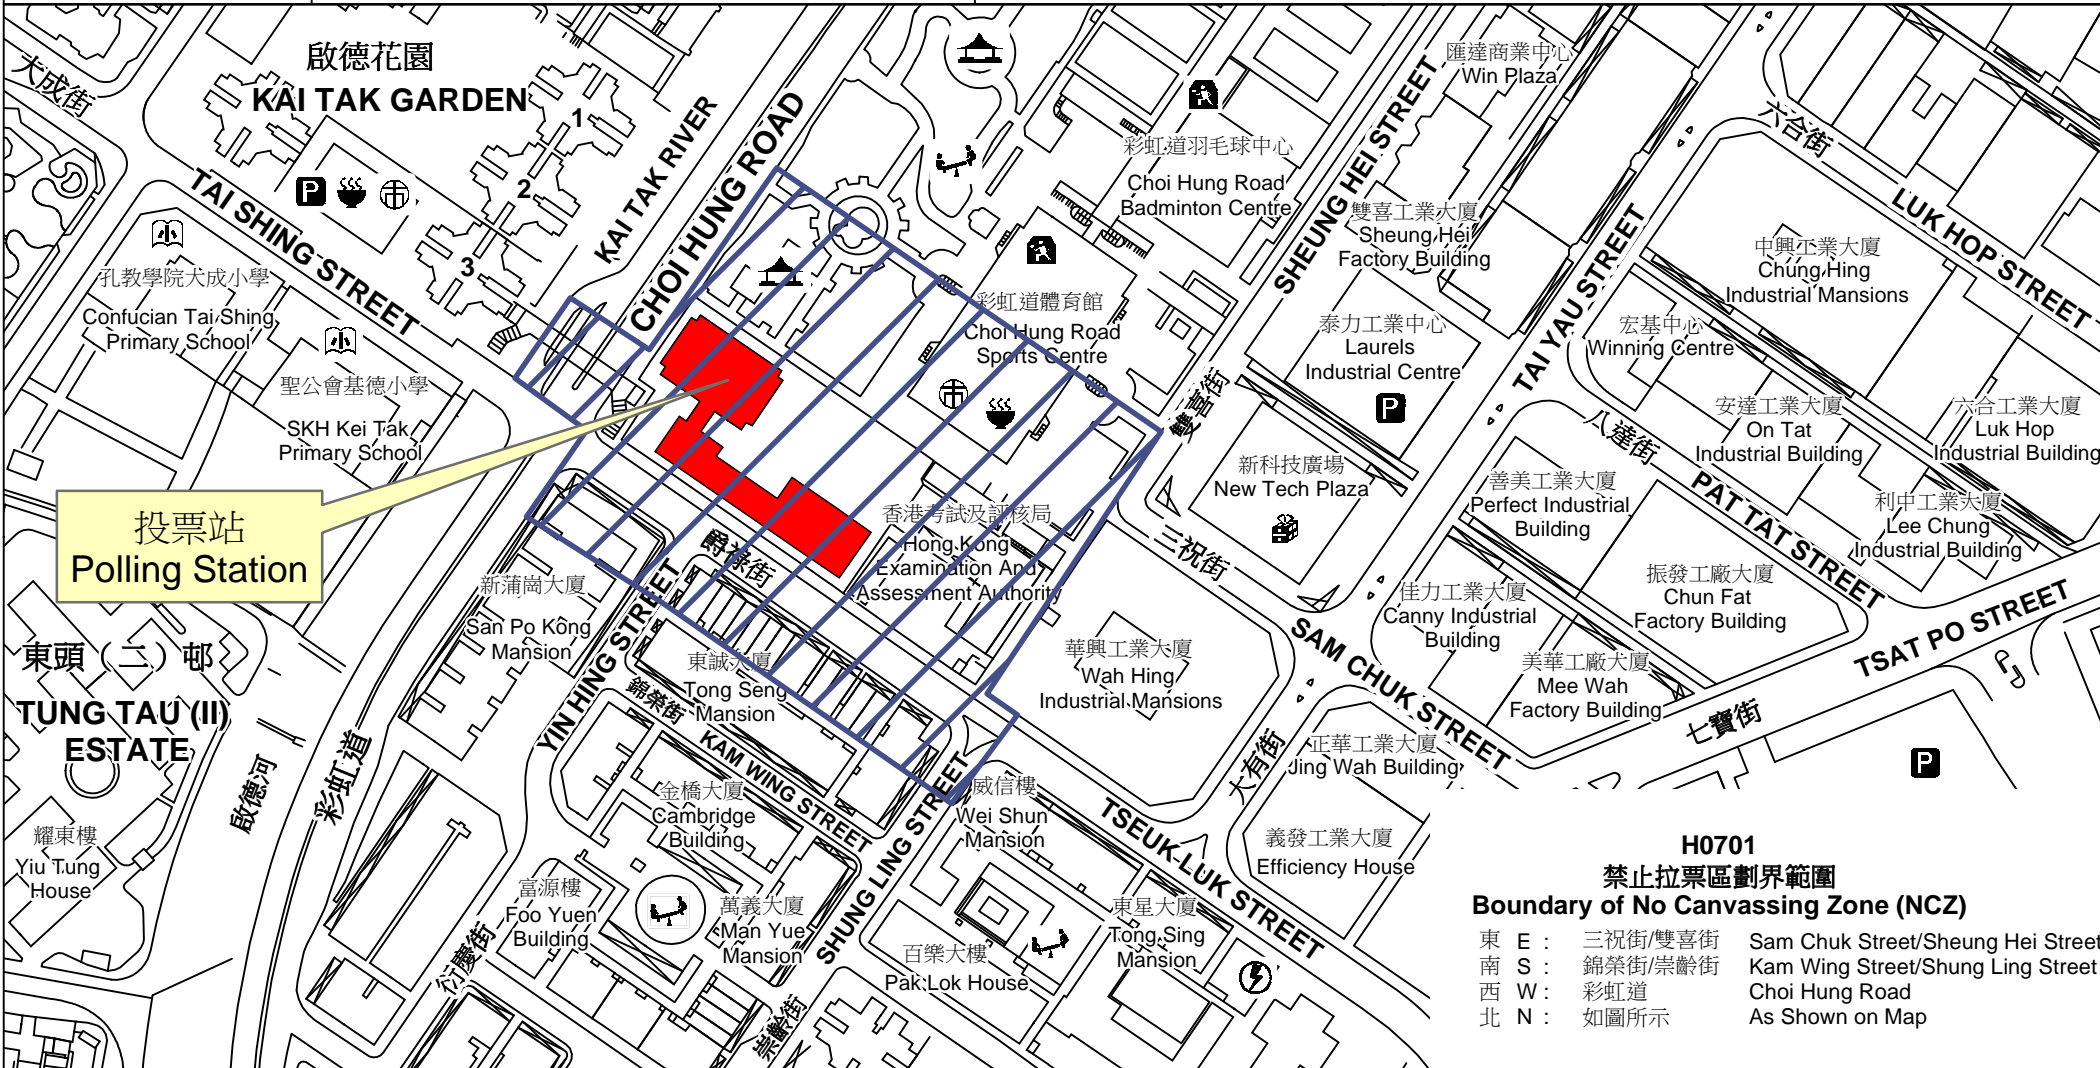 啟德花園
KAI TAK GARDEN
1
2
3
大成街
TAI SHING STREET
KAI TAK RIVER
CHOI HUNG ROAD
孔教學院大成小學
Confucian Tai Shing
Primary School
聖公會基德小學
SKH Kei Tak
Primary School
投票站
Polling Station
東頭（二）邨
TUNG TAU (II)
ESTATE
耀東樓
Yiu Tung
House
啟德河
彩虹道
新蒲崗大廈
San Po Kong
Mansion
YIN HING STREET
衍慶街
爵祿街
東誠大廈
Tong Seng
Mansion
錦榮街
KAM WING STREET
金橋大廈
Cambridge
Building
富源樓
Foo Yuen
Building
萬義大廈
Man Yue
Mansion
SHUNG LING STREET
崇齡街
威信樓
Wei Shun
Mansion
百樂大樓
Pak Lok House
東星大廈
Tong Sing
Mansion
TSEUK LUK STREET
彩虹道羽毛球中心
Choi Hung Road
Badminton Centre
彩虹道體育館
Choi Hung Road
Sports Centre
香港考試及評核局
Hong Kong
Examination And
Assessment Authority
華興工業大廈
Wah Hing
Industrial Mansions
匯達商業中心
Win Plaza
SHEUNG HEI STREET
雙喜街
雙喜工業大廈
Sheung Hei
Factory Building
泰力工業中心
Laurels
Industrial Centre
新科技廣場
New Tech Plaza
三祝街
SAM CHUK STREET
TAI YAU STREET
大有街
六合街
LUK HOP STREET
中興工業大廈
Chung Hing
Industrial Mansions
宏基中心
Winning Centre
安達工業大廈
On Tat
Industrial Building
六合工業大廈
Luk Hop
Industrial Building
八達街
PAT TAT STREET
善美工業大廈
Perfect Industrial
Building
利中工業大廈
Lee Chung
Industrial Building
佳力工業大廈
Canny Industrial
Building
振發工廠大廈
Chun Fat
Factory Building
美華工廠大廈
Mee Wah
Factory Building
TSAT PO STREET
七寶街
正華工業大廈
Jing Wah Building
義發工業大廈
Efficiency House
P
P
P
H0701
禁止拉票區劃界範圍
Boundary of No Canvassing Zone (NCZ)
東 E : 三祝街/雙喜街 Sam Chuk Street/Sheung Hei Street
南 S : 錦榮街/崇齡街 Kam Wing Street/Shung Ling Street
西 W : 彩虹道 Choi Hung Road
北 N : 如圖所示 As Shown on Map